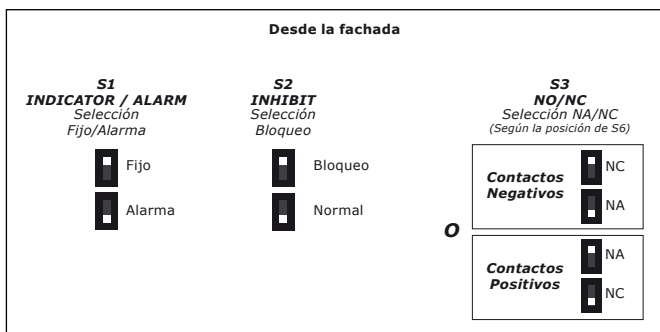 Desde la fachada
S1
INDICATOR / ALARM
Selección
Fijo/Alarma
Fijo
Alarma
S2
INHIBIT
Selección
Bloqueo
Bloqueo
Normal
S3
NO/NC
Selección NA/NC
(Según la posición de S6)
Contactos
Negativos
NC
NA
O
Contactos
Positivos
NA
NC